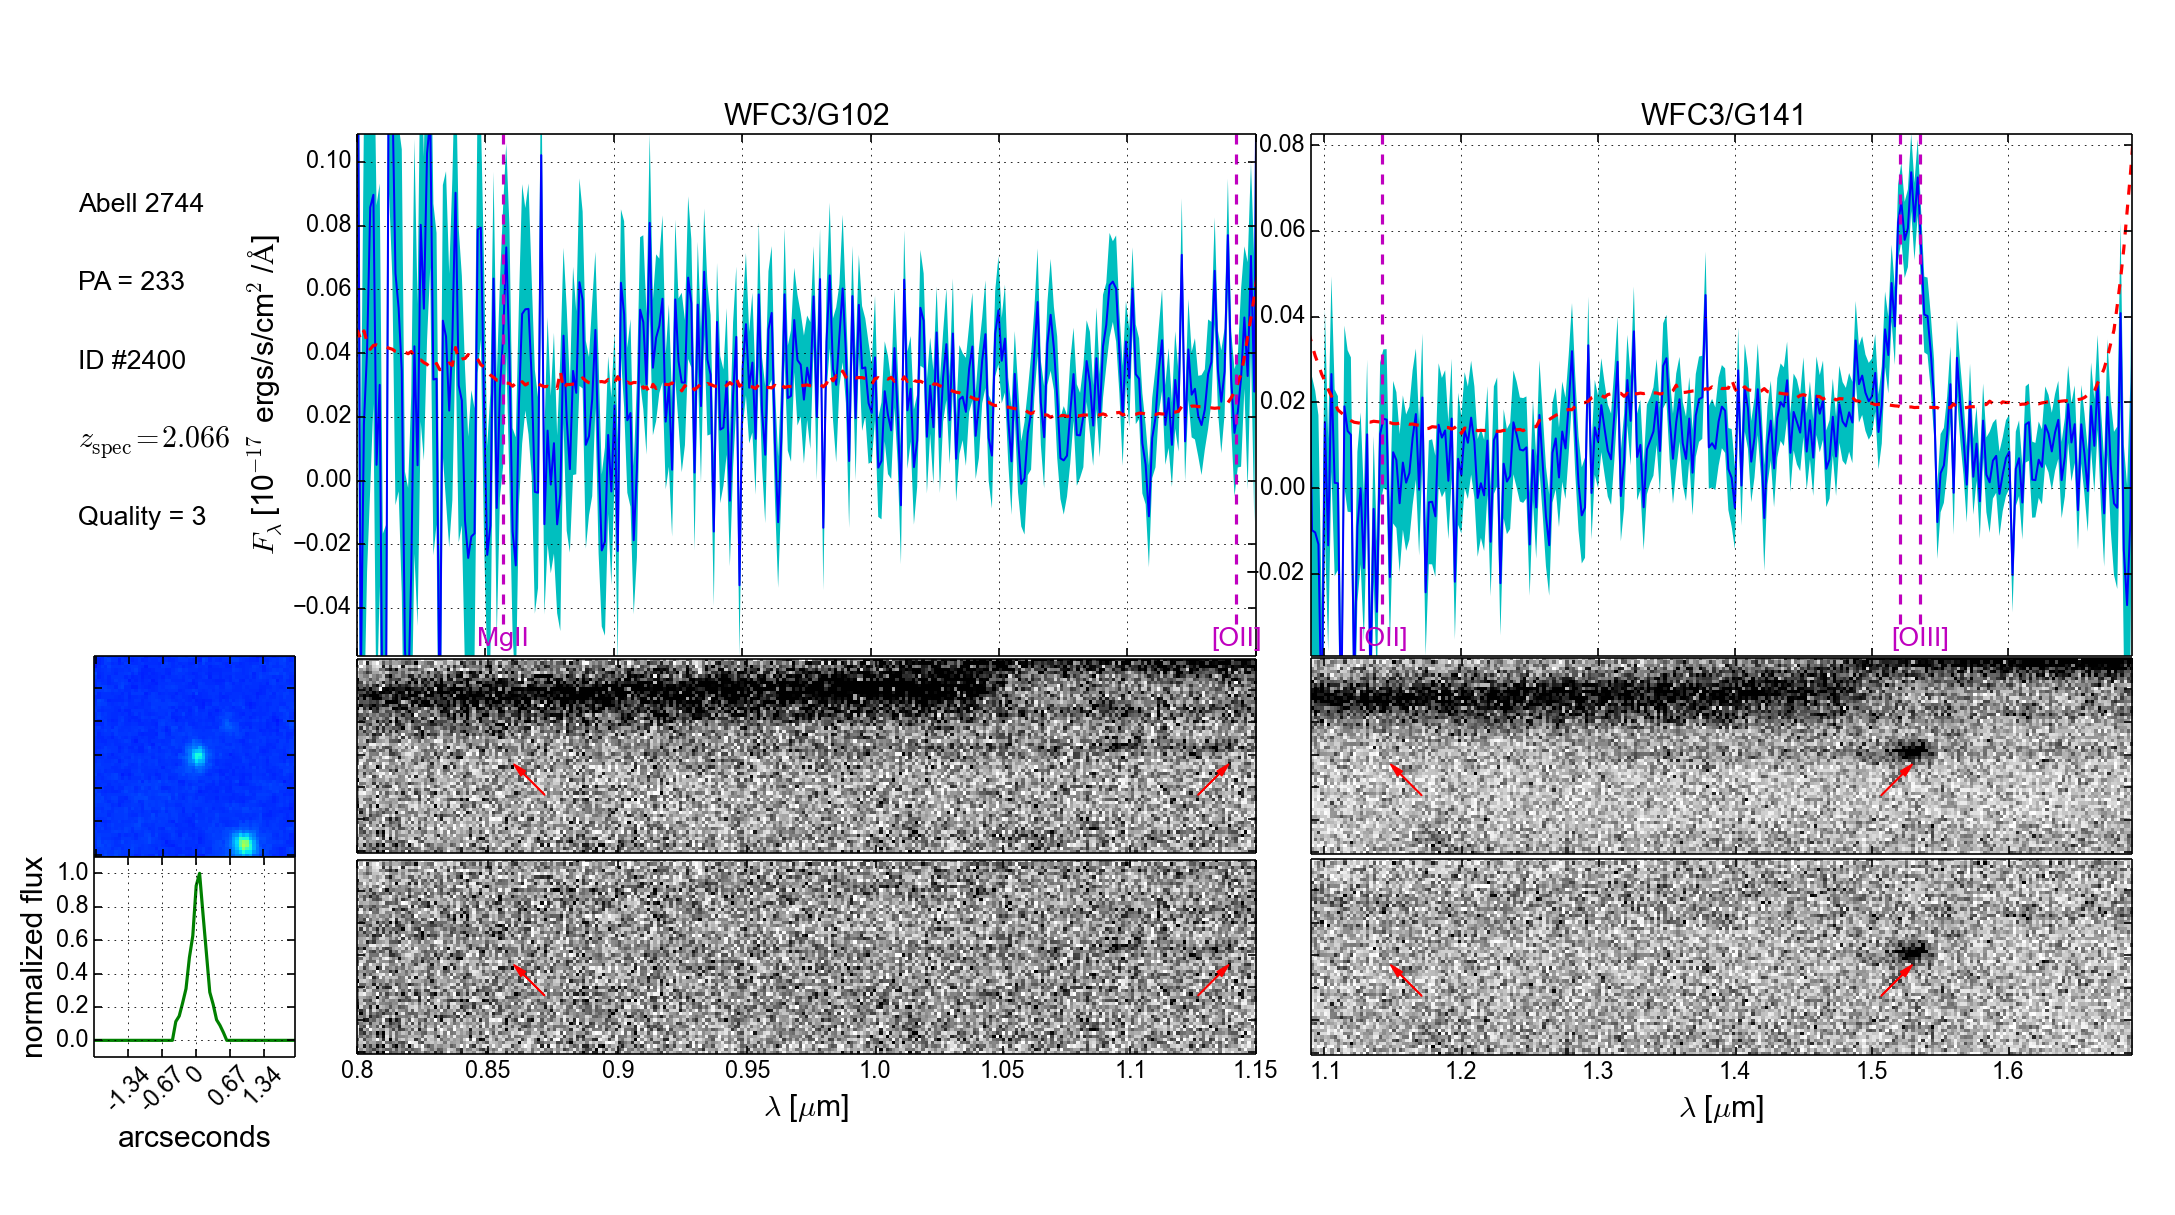 WFC3/G102
WFC3/G141
Abell 2744
PA = 233
ID #2400
z_spec = 2.066
Quality = 3
F_λ [10^−17 ergs/s/cm^2/Å]
0.10
0.08
0.06
0.04
0.02
0.00
−0.02
−0.04
MgII
[OII]
0.08
0.06
0.04
0.02
0.00
−0.02
[OII]
[OIII]
normalized flux
1.0
0.8
0.6
0.4
0.2
0.0
-1.34 -0.67 0 0.67 1.34
arcseconds
0.8 0.85 0.9 0.95 1.0 1.05 1.1 1.15
λ [μm]
1.1 1.2 1.3 1.4 1.5 1.6
λ [μm]